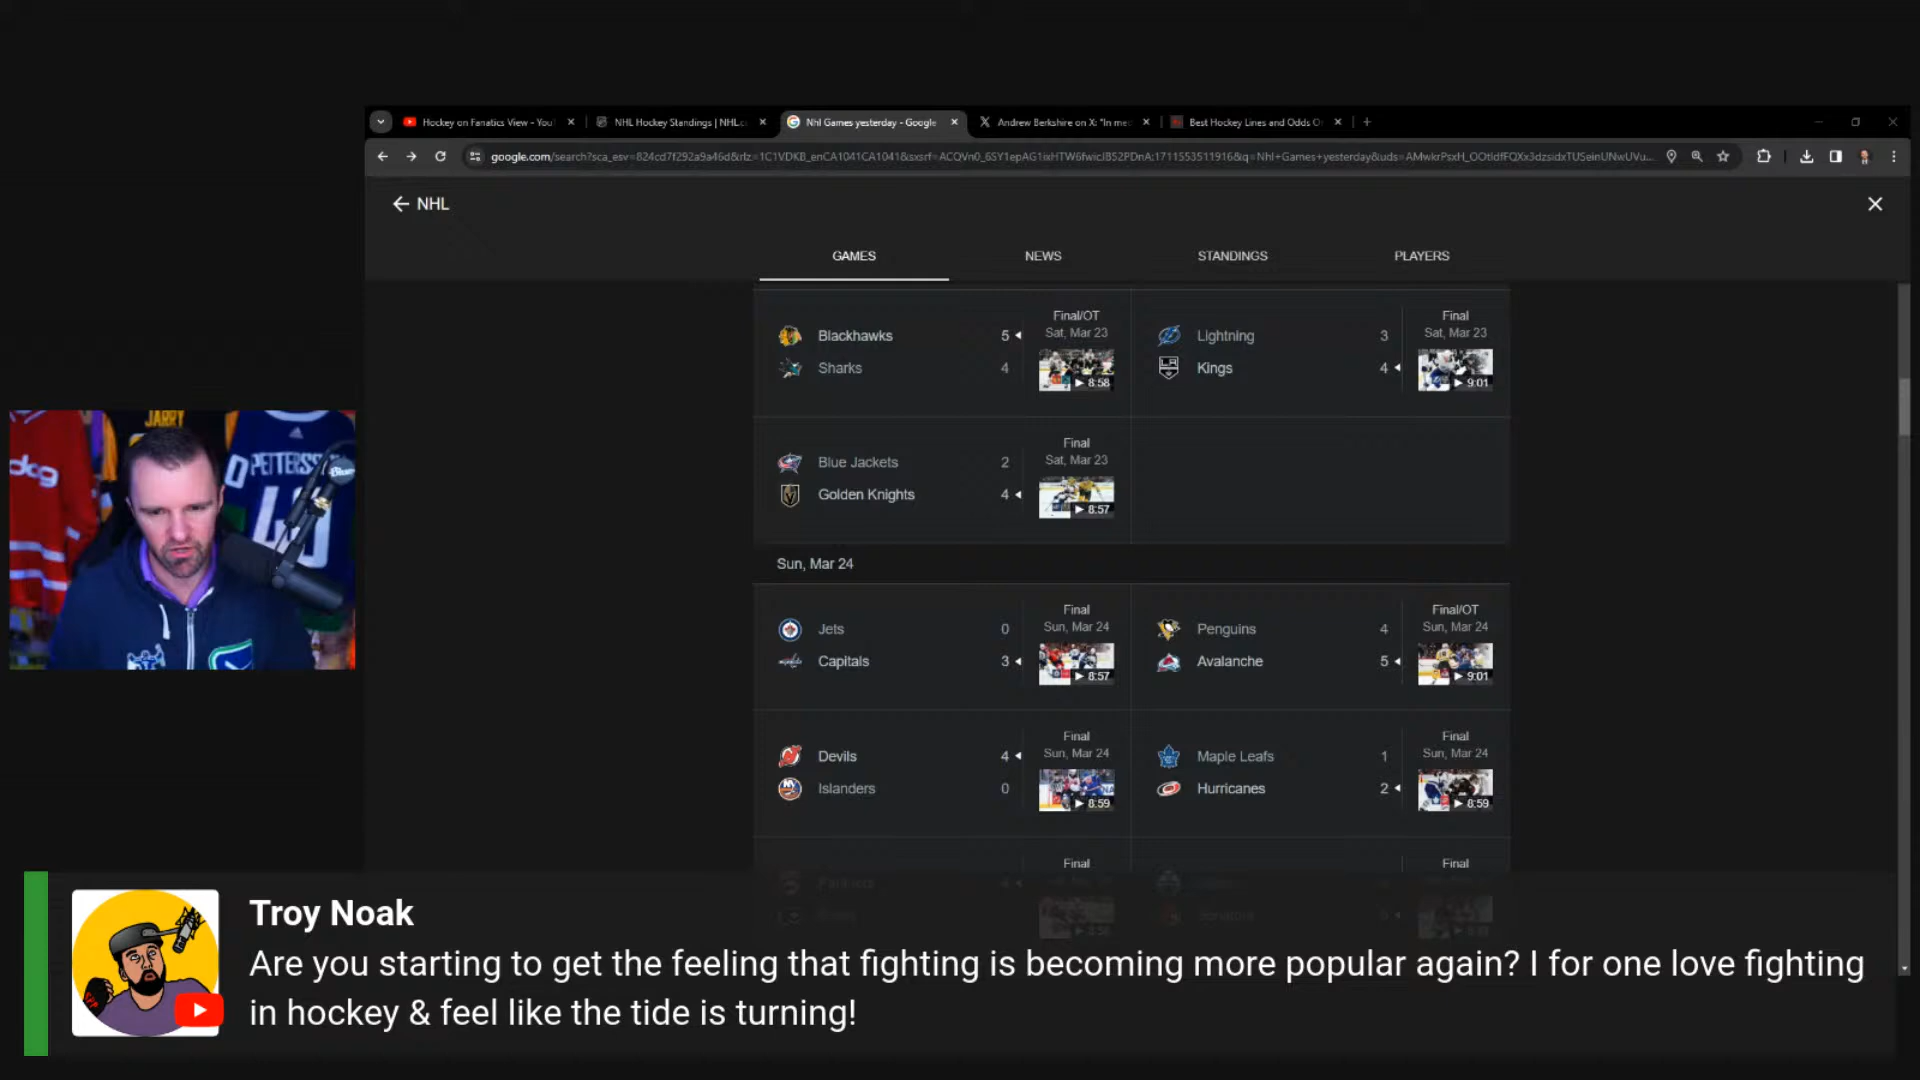 Hockey on Fanatics View - You
NHL Hockey Standings | NHL.c
Nhl Games yesterday - Google
Andrew Berkshire on X: "In me
Best Hockey Lines and Odds O
NHL
GAMES NEWS STANDINGS PLAYERS
Final/OT
Blackhawks 5 Sat, Mar 23
Sharks 4
8:58
Final
Lightning 3 Sat, Mar 23
Kings 4
9:01
Final
Blue Jackets 2 Sat, Mar 23
Golden Knights 4
8:57
Sun, Mar 24
Final
Jets 0 Sun, Mar 24
Capitals 3
8:57
Final/OT
Penguins 4 Sun, Mar 24
Avalanche 5
9:01
Final
Devils 4 Sun, Mar 24
Islanders 0
8:59
Final
Maple Leafs 1 Sun, Mar 24
Hurricanes 2
8:59
Final
Final
JARRY
PETTERSS
Troy Noak
Are you starting to get the feeling that fighting is becoming more popular again? I for one love fighting
in hockey & feel like the tide is turning!